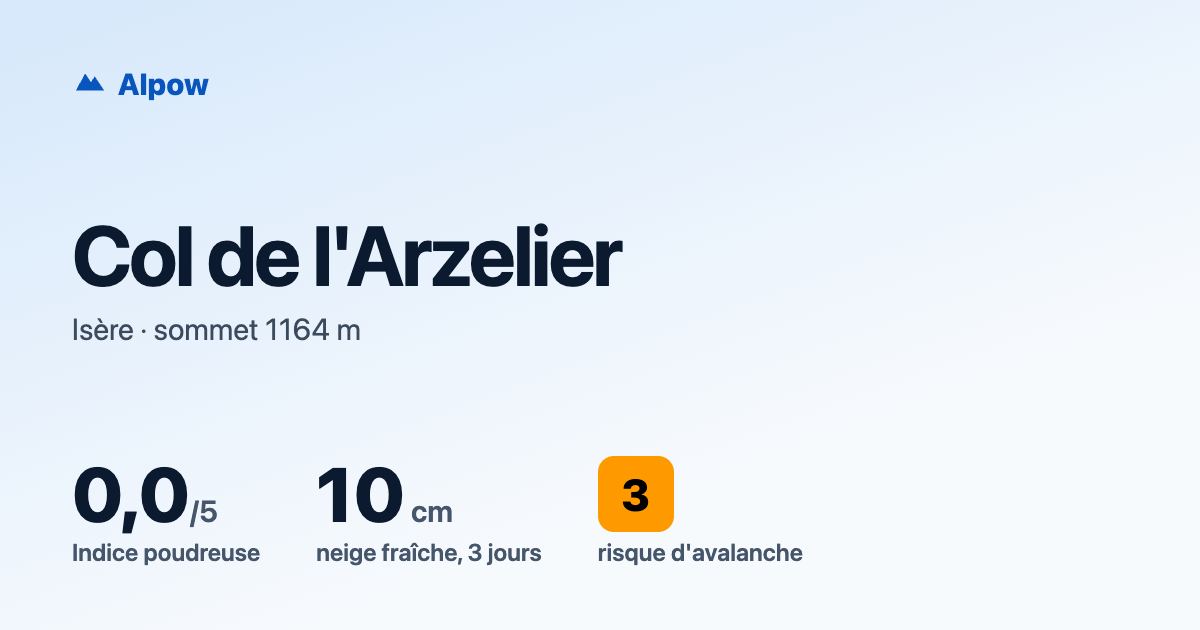 Alpow
Col de l'Arzelier
Isère · sommet 1164 m
0,0/5
Indice poudreuse
10 cm
neige fraîche, 3 jours
3
risque d'avalanche